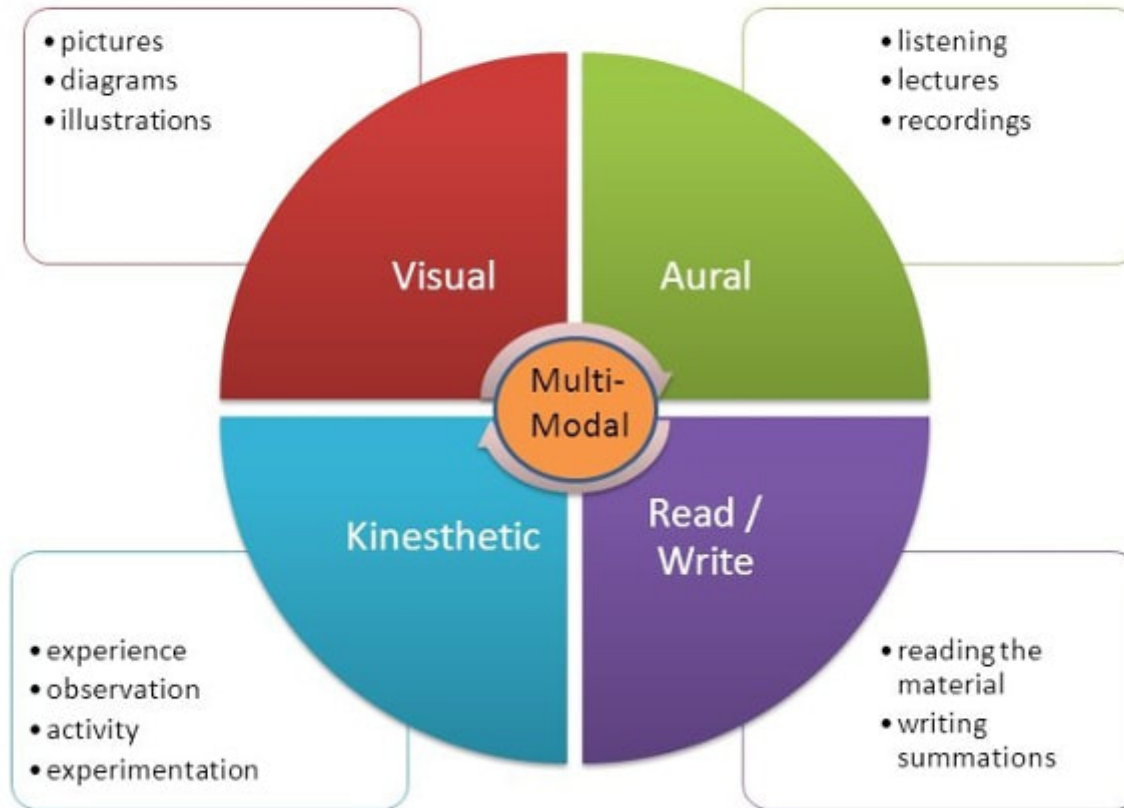 • pictures
• diagrams
• illustrations
• listening
• lectures
• recordings
Visual
Aural
Multi-
Modal
Kinesthetic
Read /
Write
• experience
• observation
• activity
• experimentation
• reading the
material
• writing
summations